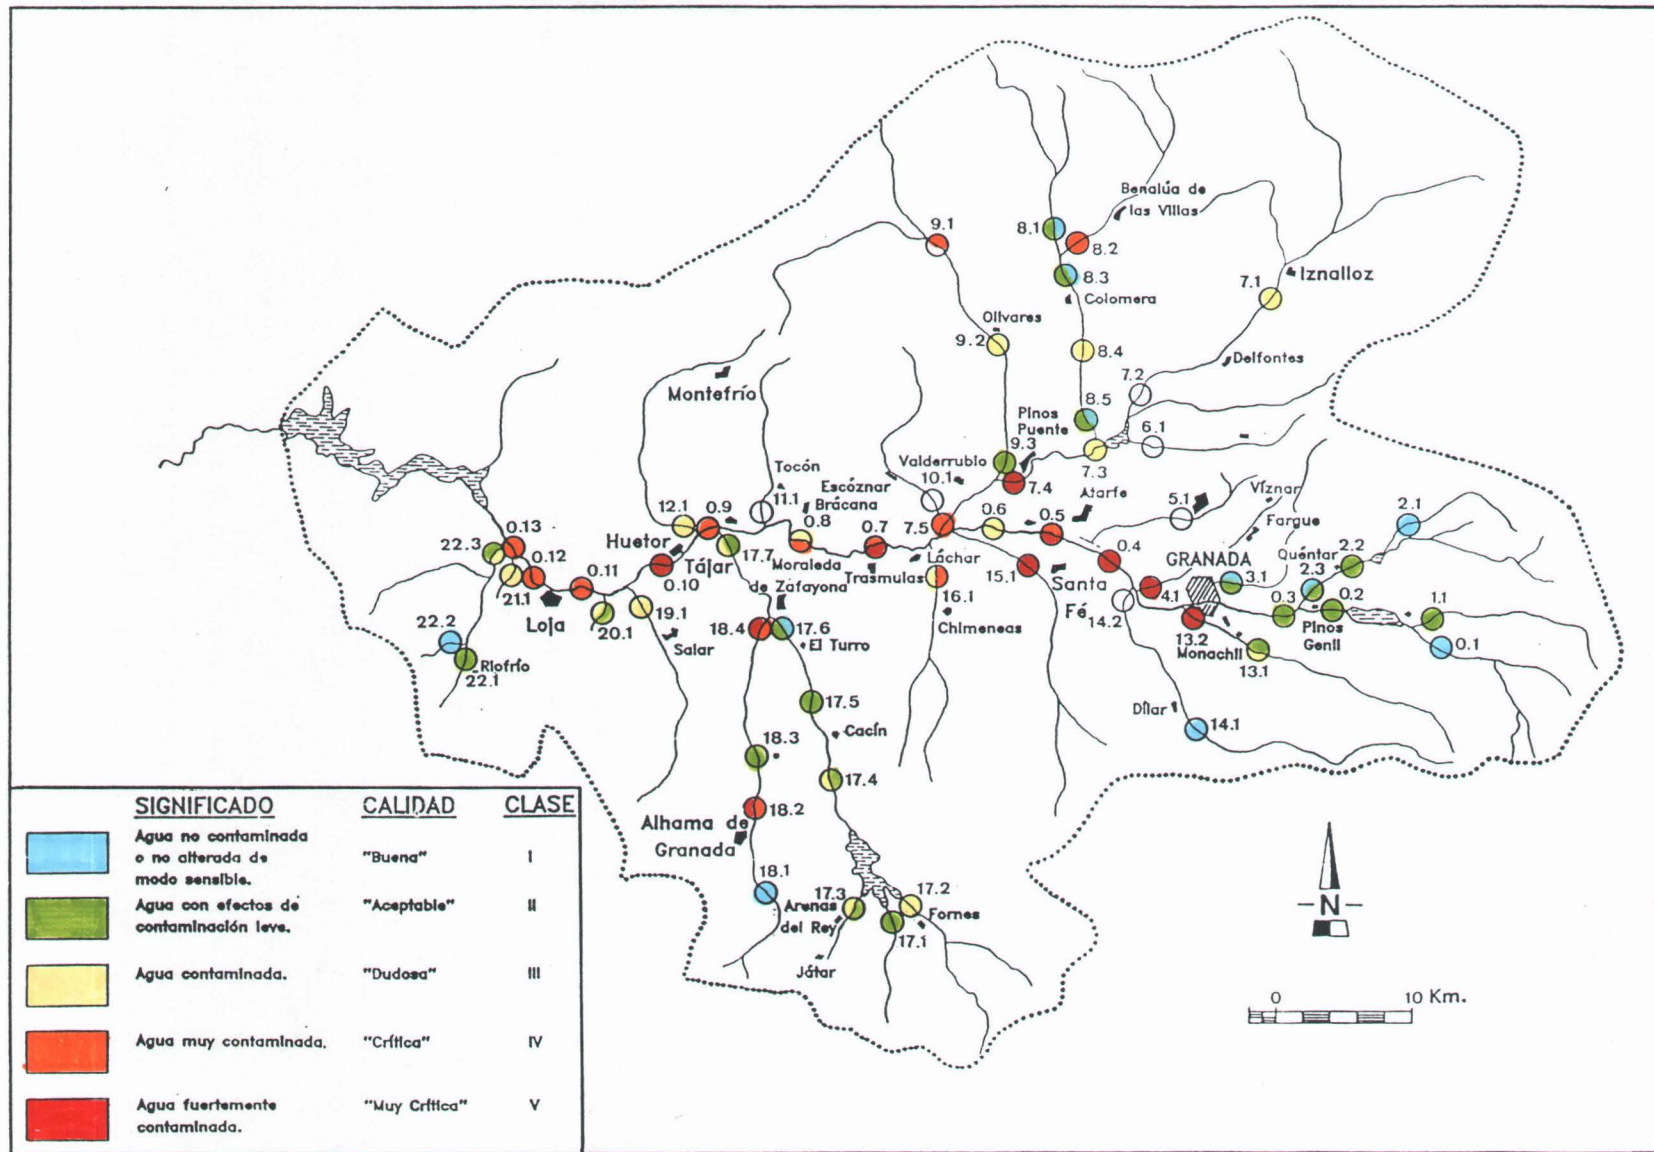 Benalúa de
las Villas
9.1
8.1
8.2
8.3
Colomera
7.1
Iznalloz
Olivares
9.2
8.4
Delfontes
7.2
Montefrío
8.5
Pinos
Puente
6.1
9.3
7.3
7.4
Valderrubio
10.1
Tocón
11.1
Escóznar
Brácana
Atarfe
5.1
Víznar
Fargue
2.1
12.1
0.9
0.8
0.7
7.5
0.6
0.5
0.4
GRANADA
Quéntar
2.2
2.3
3.1
0.13
22.3
0.12
Huetor
Tájar
17.7
Moraleda
de Zafayona
Trasmulas
Láchar
16.1
15.1
Santa
Fé
14.2
4.1
0.3
0.2
1.1
21.1
0.11
0.10
Loja
20.1
19.1
Salar
18.4
17.6
El Turro
Chimeneas
13.2
Monachil
13.1
Pinos
Genil
0.1
22.2
Riofrío
22.1
17.5
Cacín
Dílar
14.1
18.3
17.4
18.2
Alhama de
Granada
18.1
17.3
17.2
Arenas
del Rey
Fornes
17.1
Játar
N
0 10 Km.
SIGNIFICADO CALIDAD CLASE
Agua no contaminada
o no alterada de
modo sensible.
"Buena" I
Agua con efectos de
contaminación leve.
"Aceptable" II
Agua contaminada. "Dudosa" III
Agua muy contaminada. "Crítica" IV
Agua fuertemente
contaminada.
"Muy Crítica" V